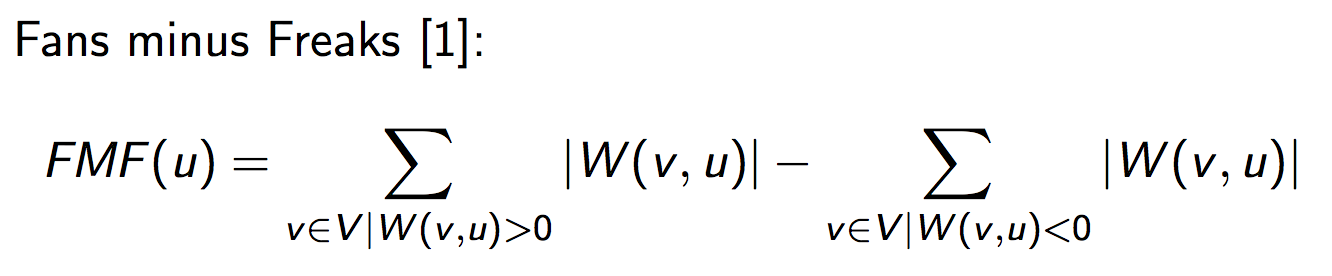 Fans minus Freaks [1]:
FMF(u) = ∑ |W(v, u)| − ∑ |W(v, u)|
v∈V|W(v,u)>0 v∈V|W(v,u)<0